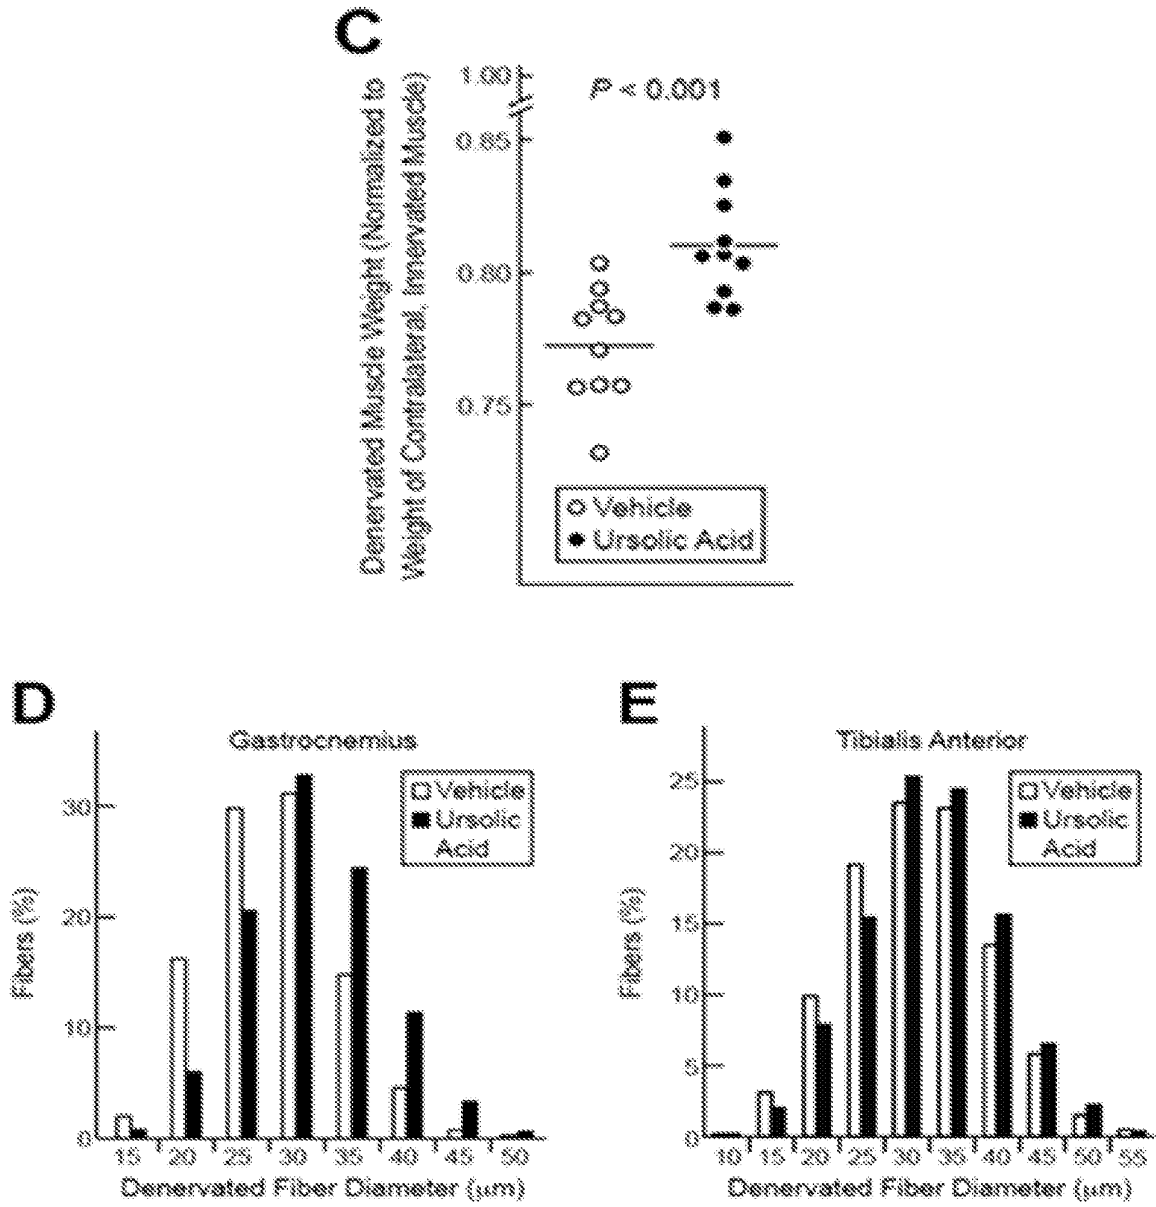 C
Denervated Muscle Weight (Normalized to
Weight of Contralateral, Innervated Muscle)
1.00
0.85
0.80
0.75
P < 0.001
Vehicle
Ursolic Acid
D
Gastrocnemius
Vehicle
Ursolic
Acid
Fibers (%)
30
20
10
0
15 20 25 30 35 40 45 50
Denervated Fiber Diameter (μm)
E
Tibialis Anterior
Vehicle
Ursolic
Acid
Fibers (%)
25
20
15
10
5
0
10 15 20 25 30 35 40 45 50 55
Denervated Fiber Diameter (μm)